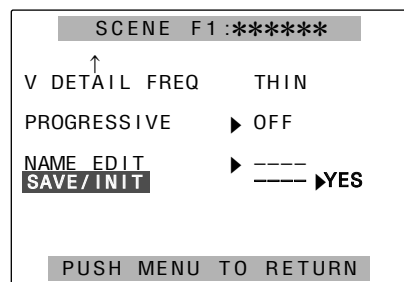 SCENE F1:******
↑
V DETAIL FREQ THIN
PROGRESSIVE ▶ OFF
NAME EDIT ▶ ----
SAVE/INIT ---- ▶YES
PUSH MENU TO RETURN